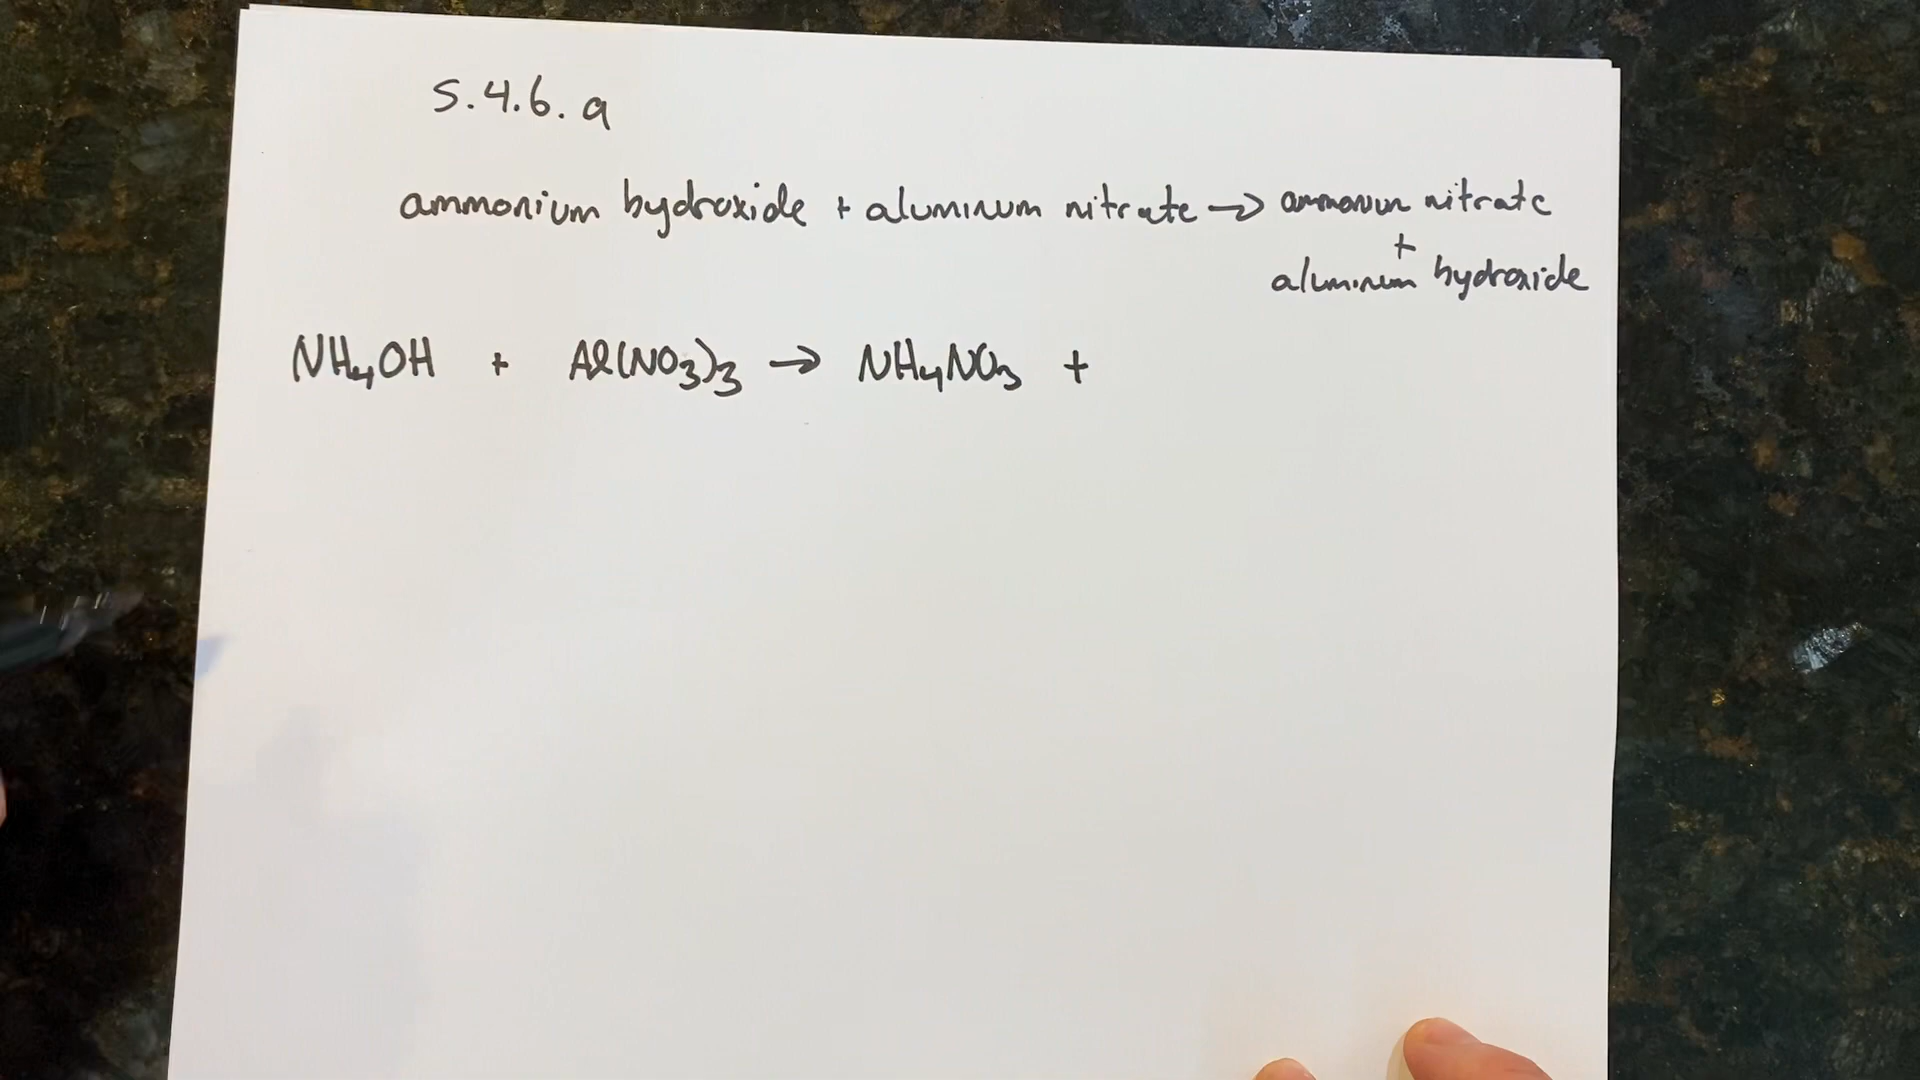 5.4.6.a
ammonium hydroxide + aluminum nitrate → ammonium nitrate
+
aluminum hydroxide
NH₄OH + Al(NO₃)₃ → NH₄NO₃ +